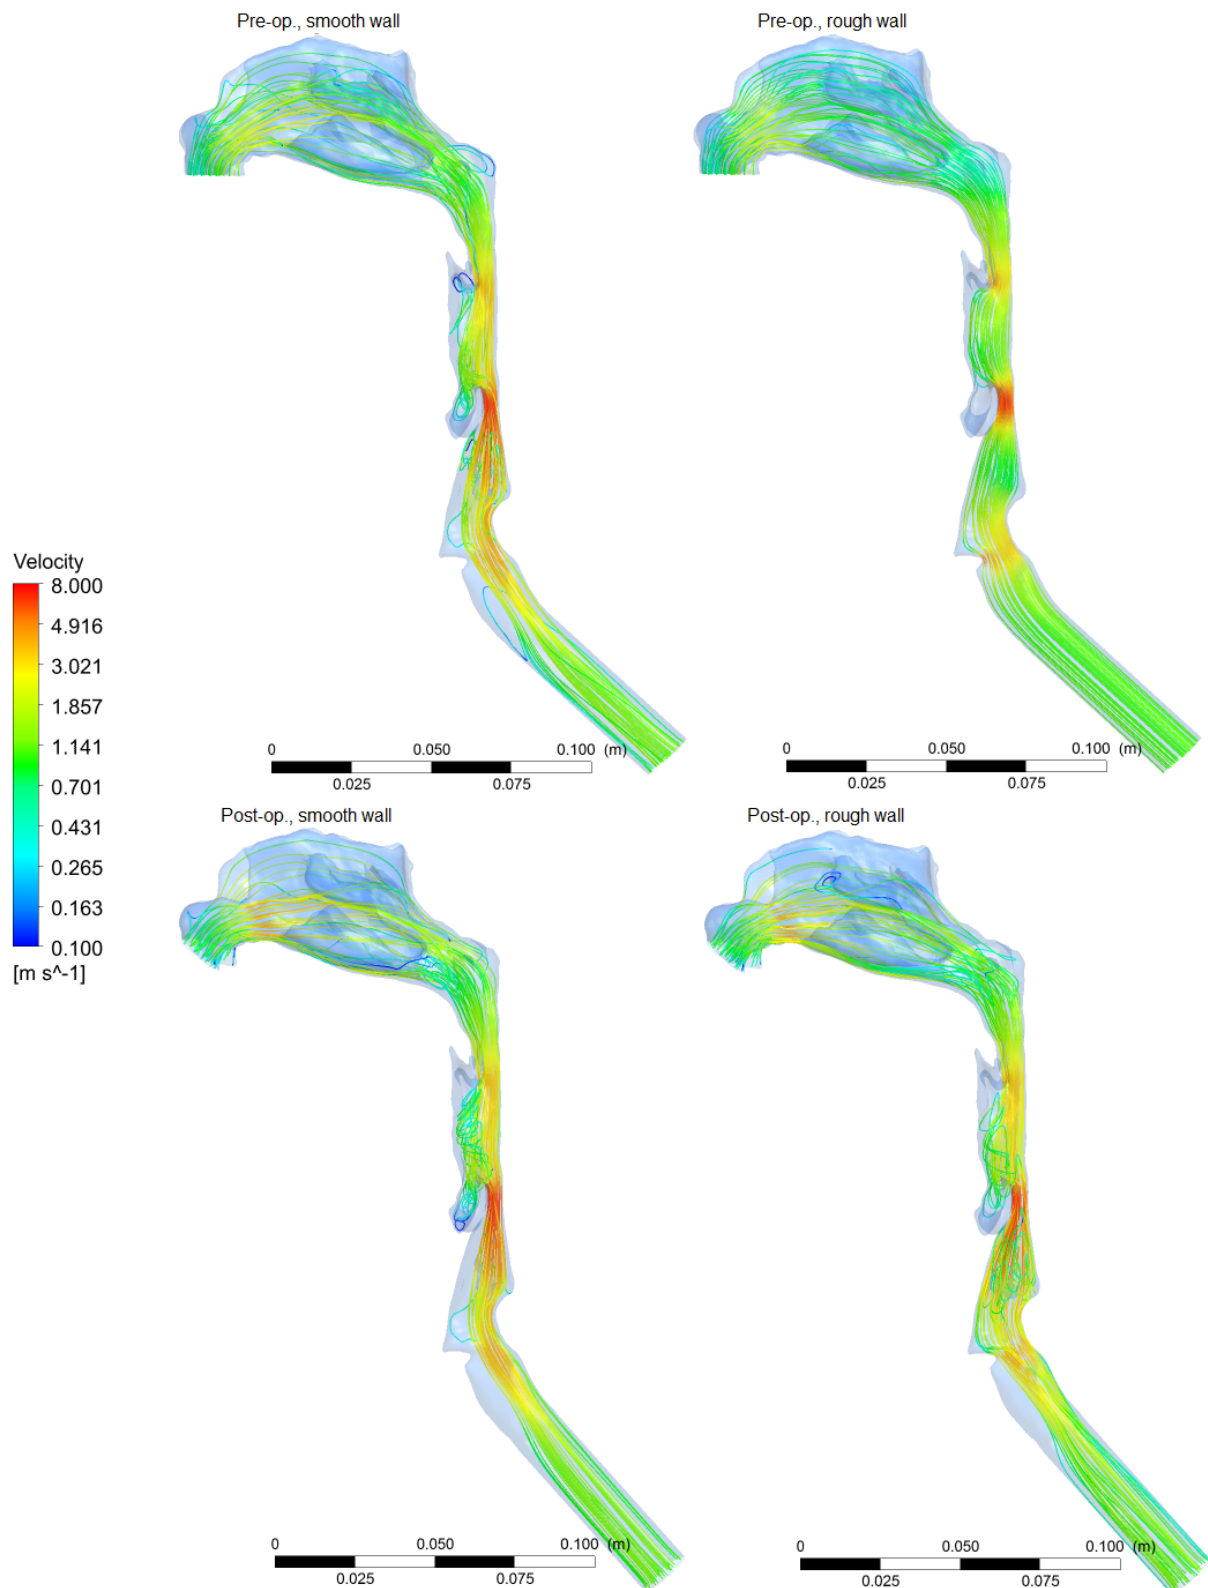 Pre-op., smooth wall
Pre-op., rough wall
Velocity
8.000
4.916
3.021
1.857
1.141
0.701
0.431
0.265
0.163
0.100
[m s^-1]
0 0.050 0.100 (m)
0.025 0.075
0 0.050 0.100 (m)
0.025 0.075
Post-op., smooth wall
Post-op., rough wall
0 0.050 0.100 (m)
0.025 0.075
0 0.050 0.100 (m)
0.025 0.075